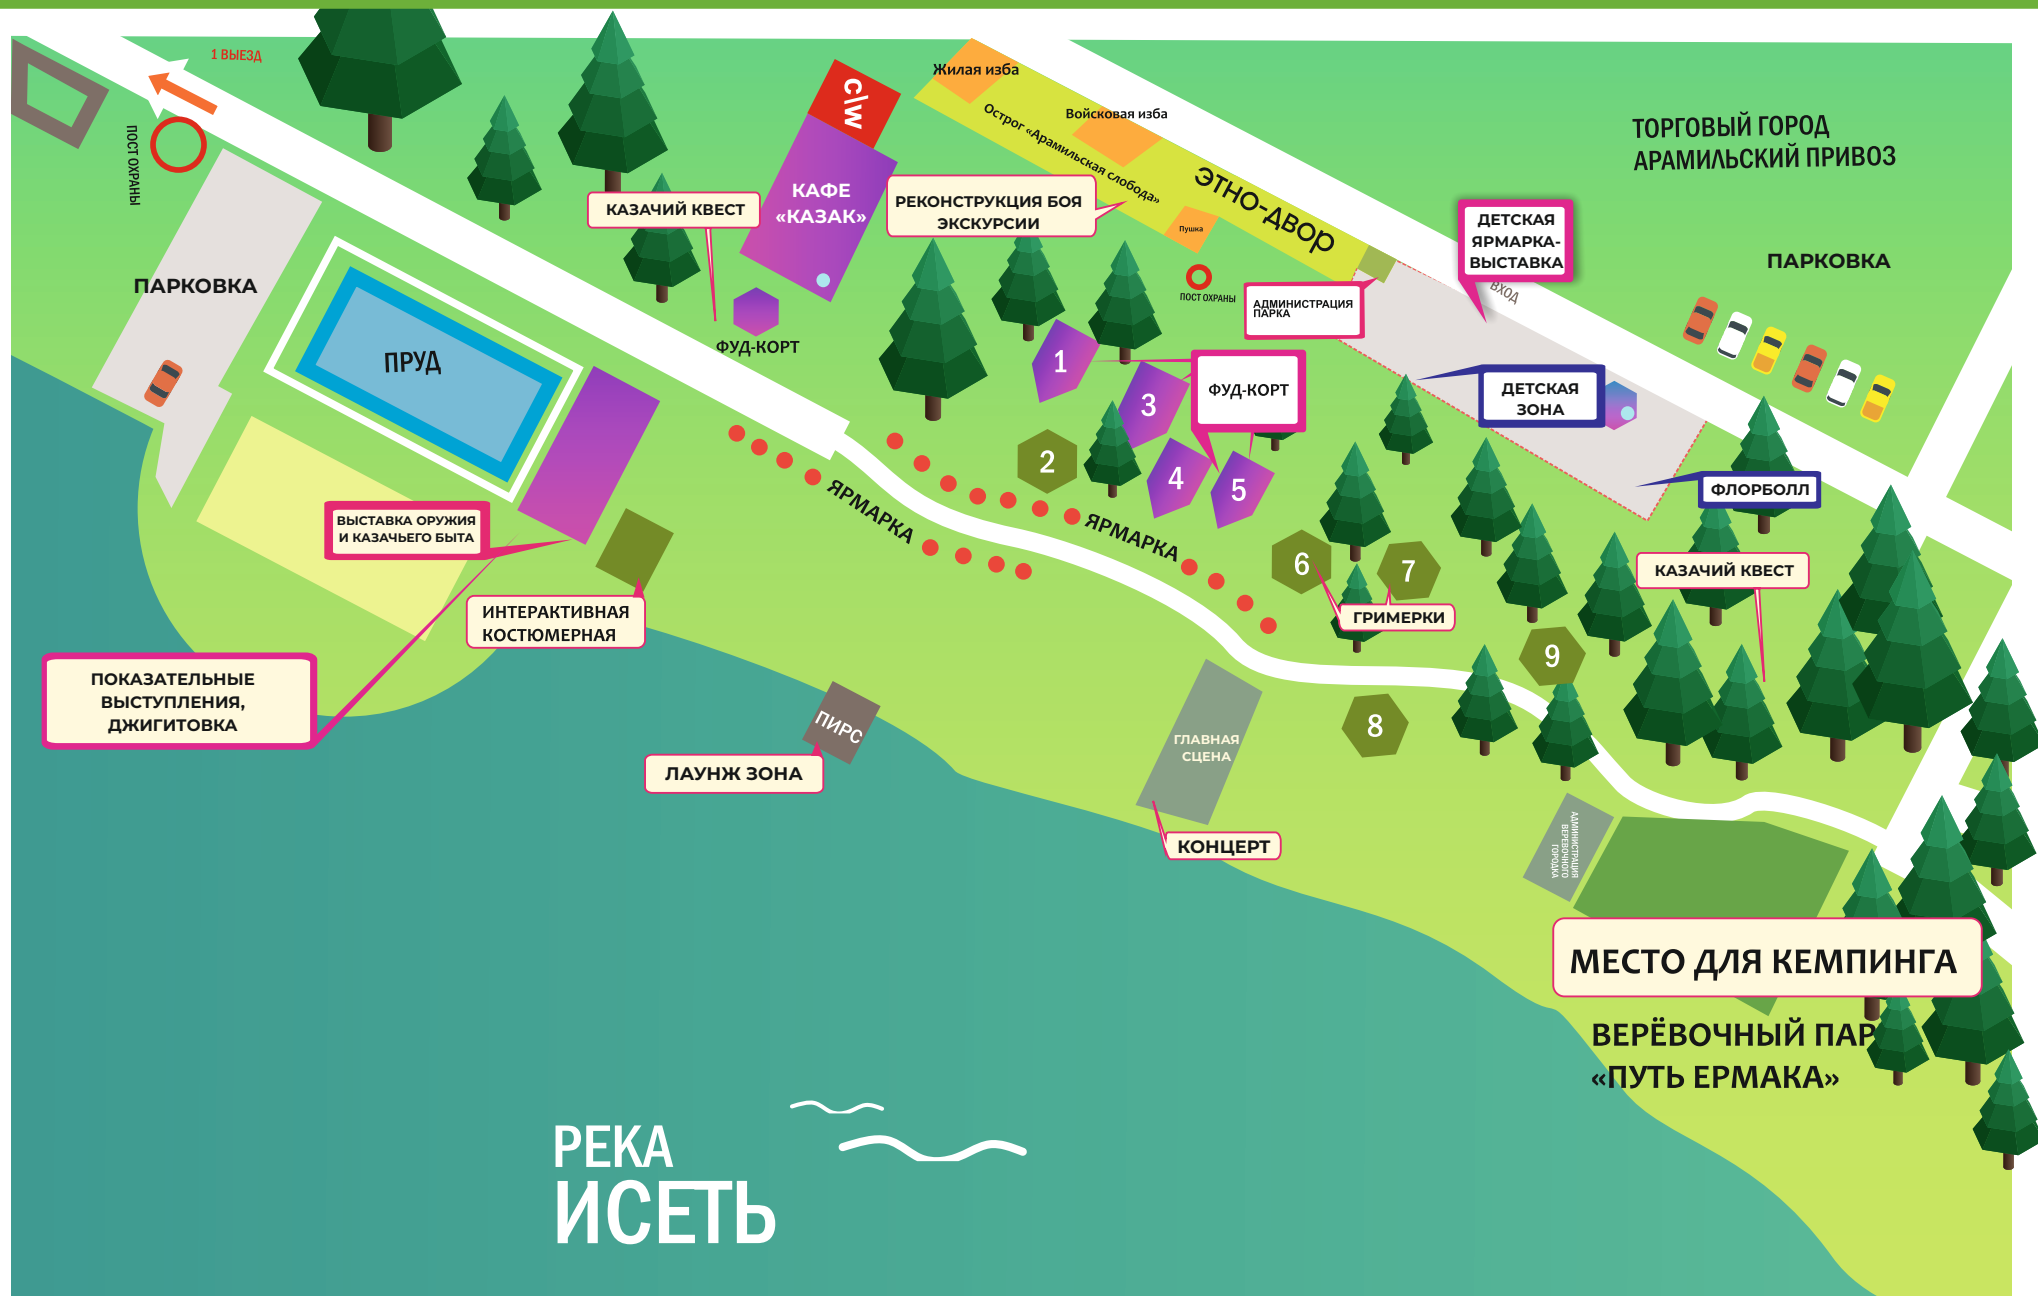 1 ВЫЕЗД
ПОСТ ОХРАНЫ
ПАРКОВКА
ПРУД
КАЗАЧИЙ КВЕСТ
c\w
КАФЕ
«КАЗАК»
ФУД-КОРТ
Жилая изба
Войсковая изба
Острог «Арамильская слобода»
РЕКОНСТРУКЦИЯ БОЯ
ЭКСКУРСИИ
ЭТНО-ДВОР
Пушка
ПОСТ ОХРАНЫ
АДМИНИСТРАЦИЯ
ПАРКА
ДЕТСКАЯ
ЯРМАРКА-
ВЫСТАВКА
ВХОД
ТОРГОВЫЙ ГОРОД
АРАМИЛЬСКИЙ ПРИВОЗ
ПАРКОВКА
ФУД-КОРТ
ДЕТСКАЯ
ЗОНА
ФЛОРБОЛЛ
1
2
3
4
5
6
7
8
9
ЯРМАРКА
ЯРМАРКА
ГРИМЕРКИ
КАЗАЧИЙ КВЕСТ
ВЫСТАВКА ОРУЖИЯ
И КАЗАЧЬЕГО БЫТА
ИНТЕРАКТИВНАЯ
КОСТЮМЕРНАЯ
ПОКАЗАТЕЛЬНЫЕ
ВЫСТУПЛЕНИЯ,
ДЖИГИТОВКА
ПИРС
ЛАУНЖ ЗОНА
ГЛАВНАЯ
СЦЕНА
КОНЦЕРТ
АДМИНИСТРАЦИЯ
ВЕРЕВОЧНОГО
ГОРОДКА
МЕСТО ДЛЯ КЕМПИНГА
ВЕРЁВОЧНЫЙ ПАР
«ПУТЬ ЕРМАКА»
РЕКА
ИСЕТЬ